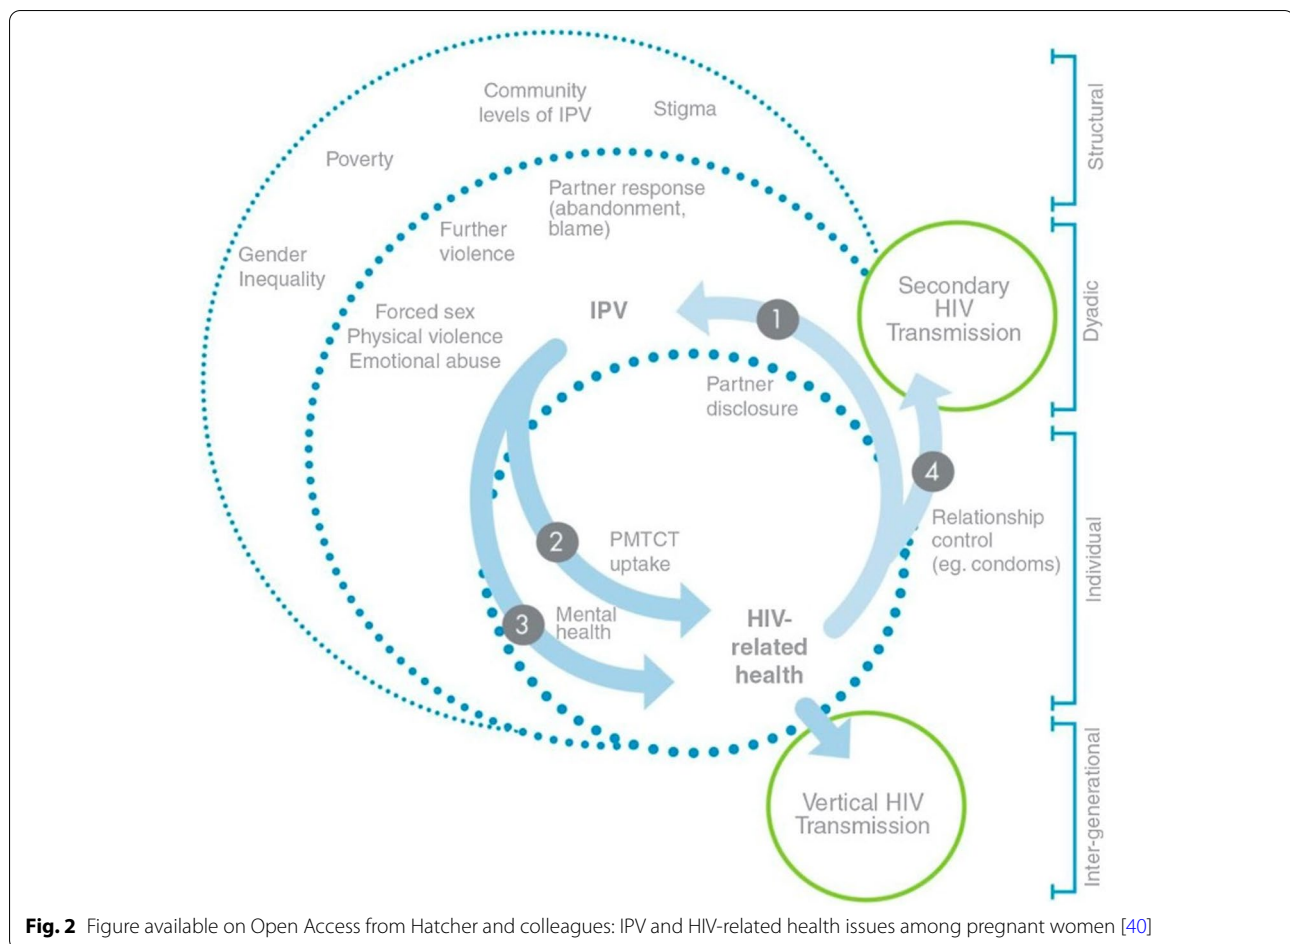 Community
levels of IPV
Stigma
Poverty
Partner response
(abandonment,
blame)
Further
violence
Gender
Inequality
Forced sex
Physical violence
Emotional abuse
IPV
1
Secondary
HIV
Transmission
Partner
disclosure
4
Relationship
control
(eg. condoms)
2
PMTCT
uptake
3
Mental
health
HIV-
related
health
Vertical HIV
Transmission
Structural
Dyadic
Individual
Inter-generational
Fig. 2 Figure available on Open Access from Hatcher and colleagues: IPV and HIV-related health issues among pregnant women [40]